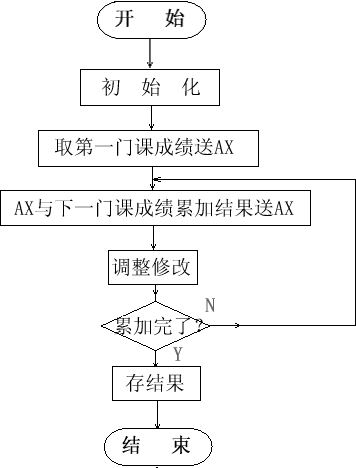 开 始
初 始 化
取第一门课成绩送AX
AX与下一门课成绩累加结果送AX
调整修改
累加完了?
N
Y
存结果
结 束